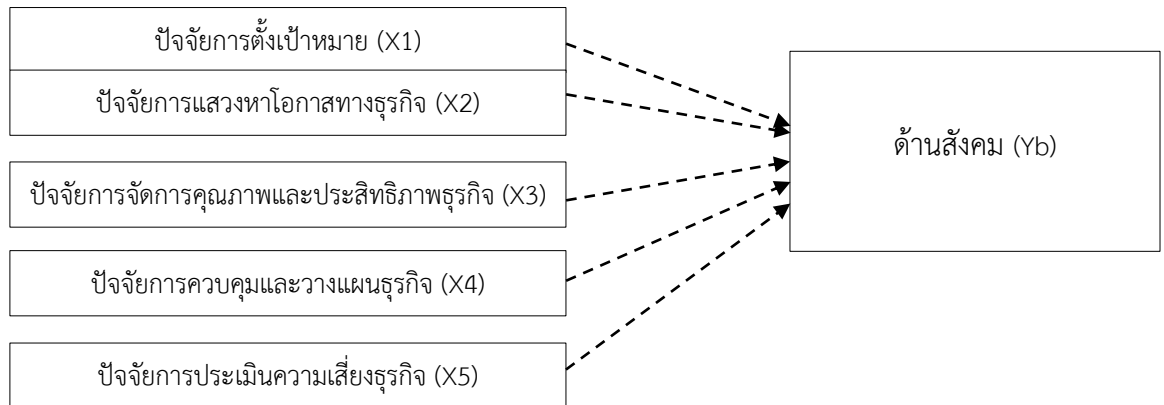 ปัจจัยการตั้งเป้าหมาย (X1)
ปัจจัยการแสวงหาโอกาสทางธุรกิจ (X2)
ปัจจัยการจัดการคุณภาพและประสิทธิภาพธุรกิจ (X3)
ปัจจัยการควบคุมและวางแผนธุรกิจ (X4)
ปัจจัยการประเมินความเสี่ยงธุรกิจ (X5)
ด้านสังคม (Yb)